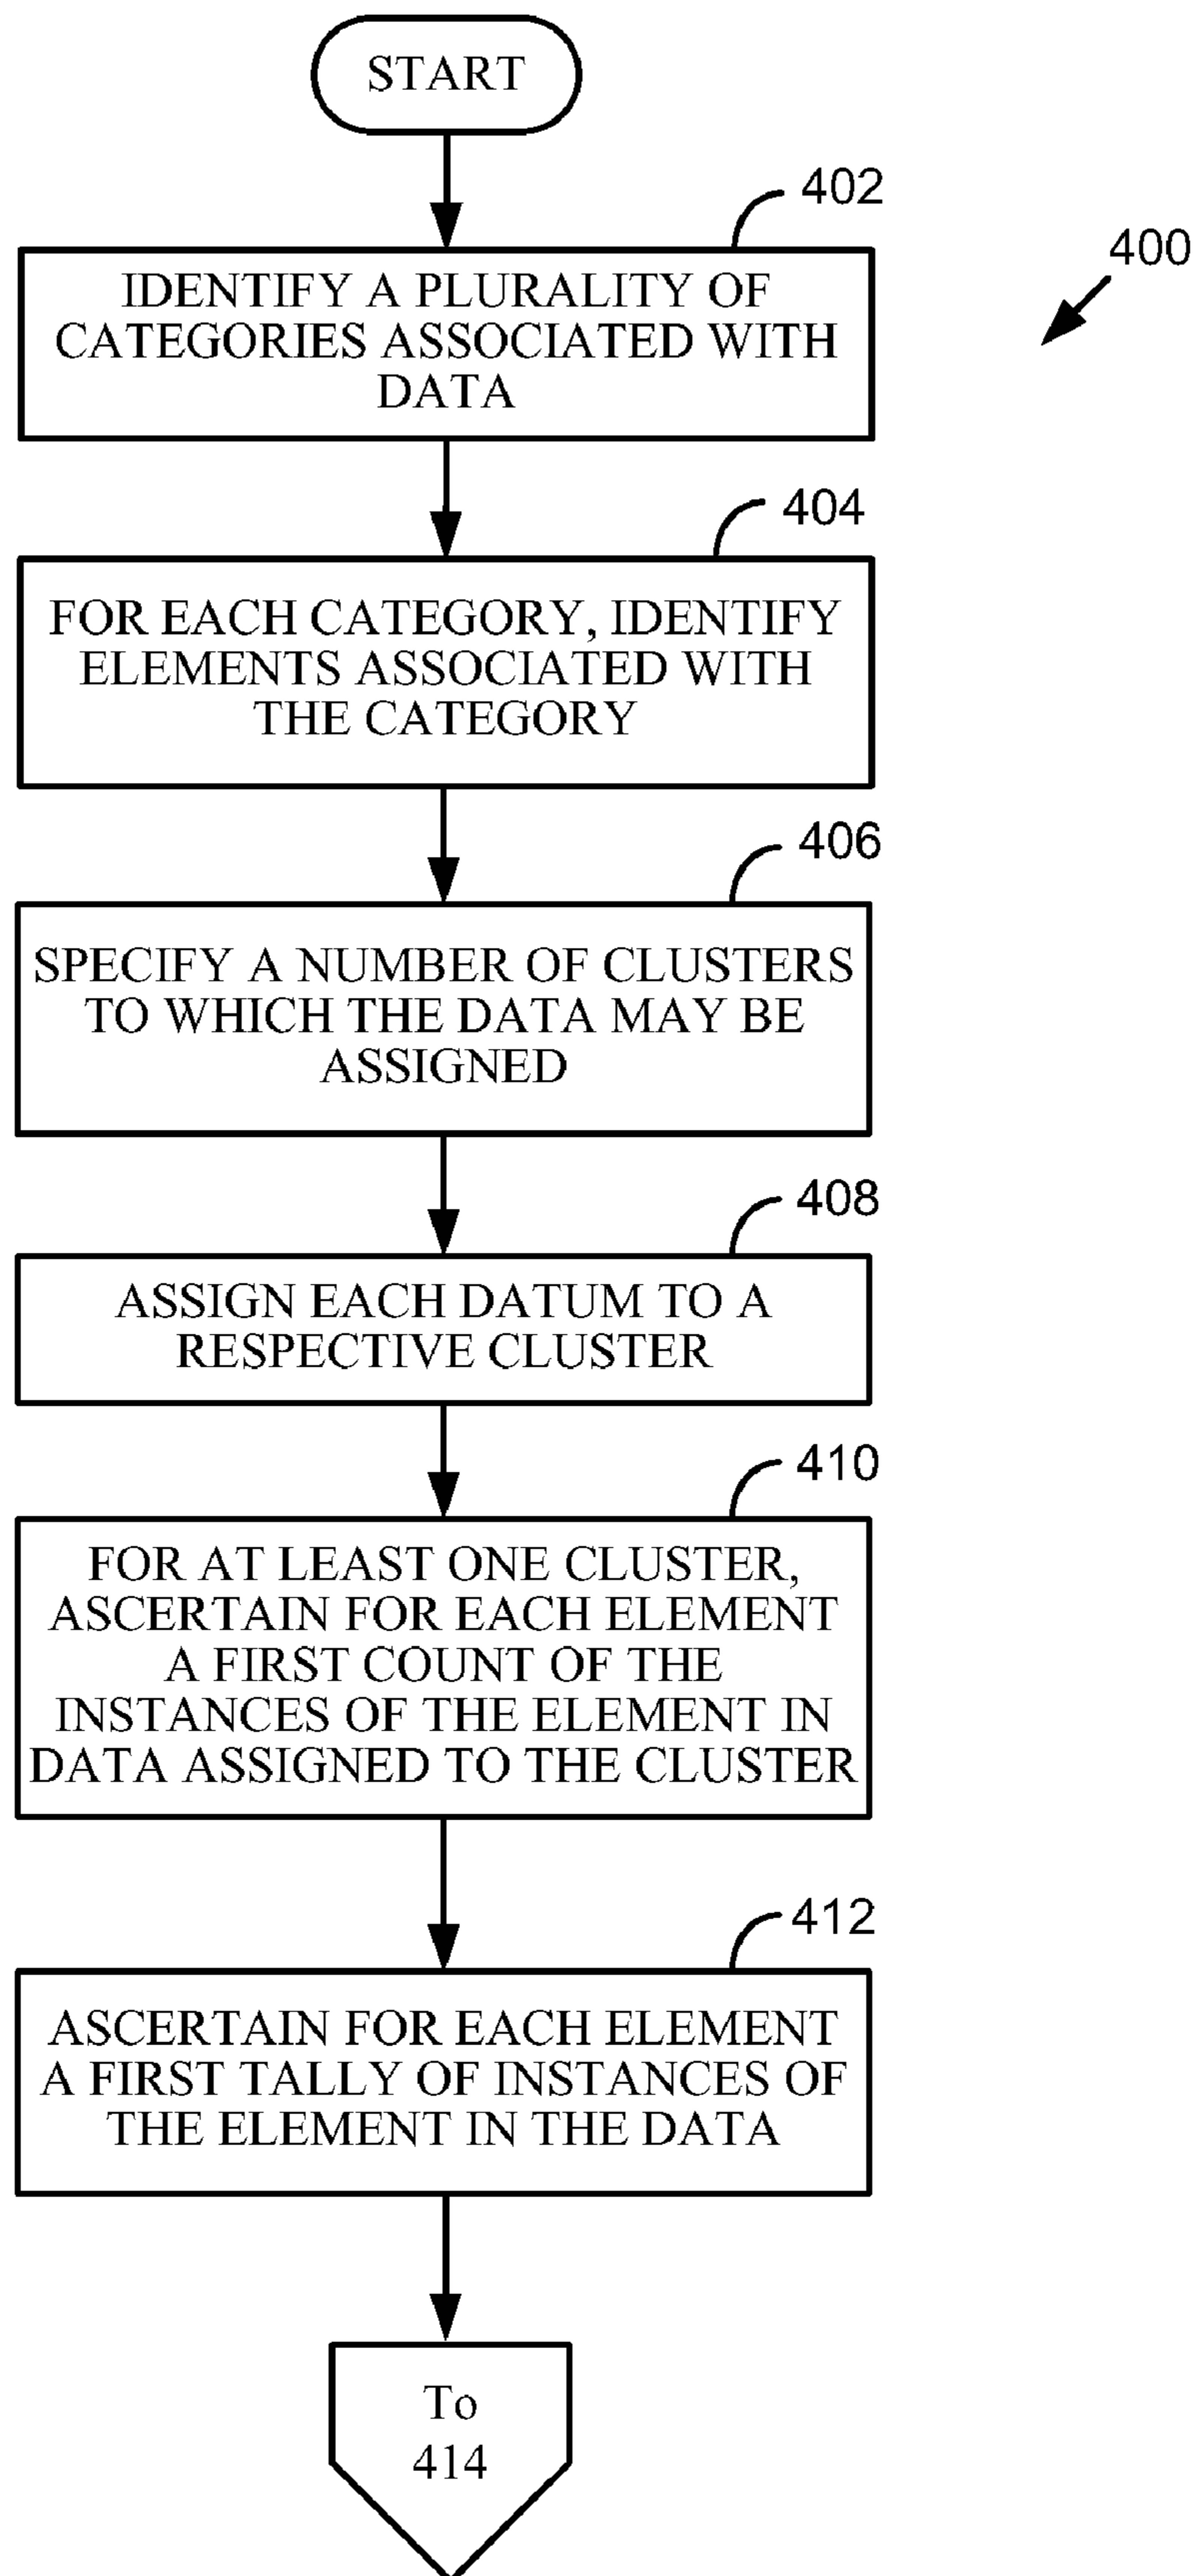 START
402
400
IDENTIFY A PLURALITY OF
CATEGORIES ASSOCIATED WITH
DATA
404
FOR EACH CATEGORY, IDENTIFY
ELEMENTS ASSOCIATED WITH
THE CATEGORY
406
SPECIFY A NUMBER OF CLUSTERS
TO WHICH THE DATA MAY BE
ASSIGNED
408
ASSIGN EACH DATUM TO A
RESPECTIVE CLUSTER
410
FOR AT LEAST ONE CLUSTER,
ASCERTAIN FOR EACH ELEMENT
A FIRST COUNT OF THE
INSTANCES OF THE ELEMENT IN
DATA ASSIGNED TO THE CLUSTER
412
ASCERTAIN FOR EACH ELEMENT
A FIRST TALLY OF INSTANCES OF
THE ELEMENT IN THE DATA
To
414